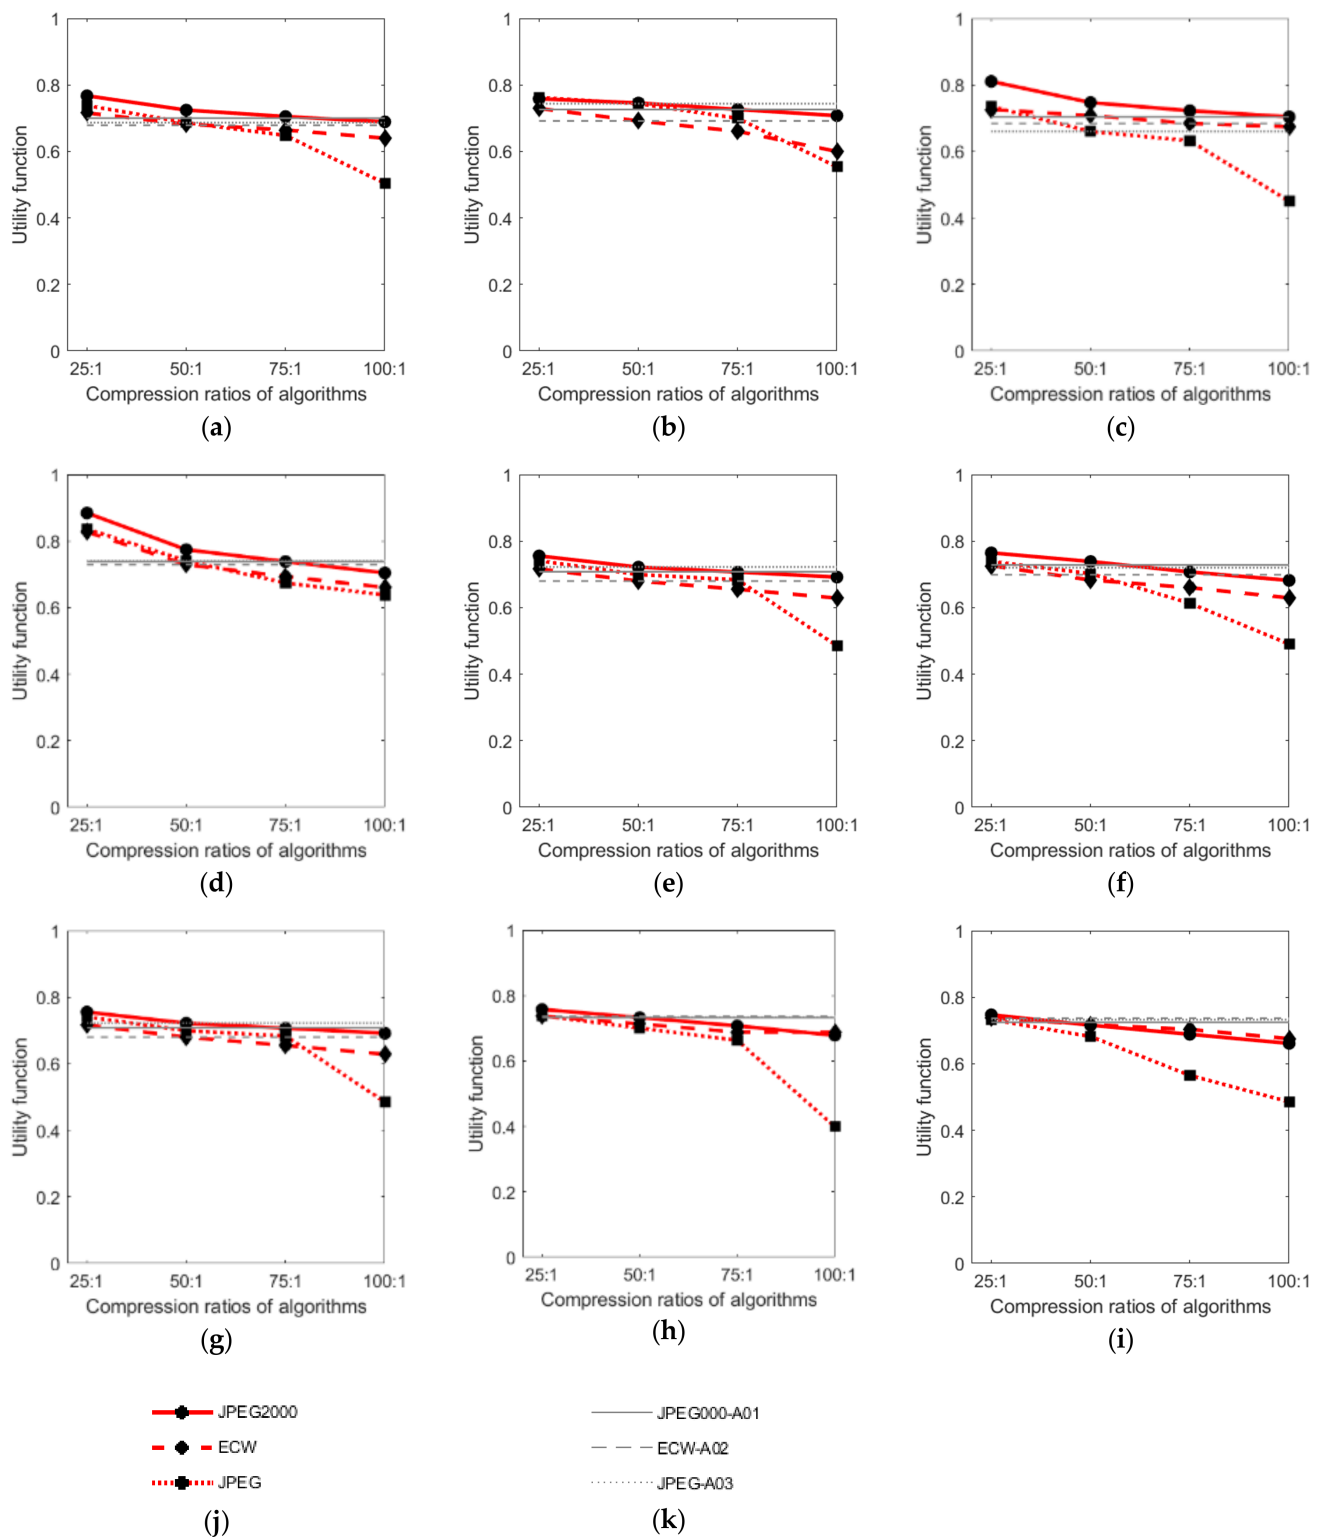 1
0.8
0.6
0.4
0.2
0
Utility function
25:1 50:1 75:1 100:1
Compression ratios of algorithms
(a)
1
0.8
0.6
0.4
0.2
0
Utility function
25:1 50:1 75:1 100:1
Compression ratios of algorithms
(b)
1
0.8
0.6
0.4
0.2
0
Utility function
25:1 50:1 75:1 100:1
Compression ratios of algorithms
(c)
1
0.8
0.6
0.4
0.2
0
Utility function
25:1 50:1 75:1 100:1
Compression ratios of algorithms
(d)
1
0.8
0.6
0.4
0.2
0
Utility function
25:1 50:1 75:1 100:1
Compression ratios of algorithms
(e)
1
0.8
0.6
0.4
0.2
0
Utility function
25:1 50:1 75:1 100:1
Compression ratios of algorithms
(f)
1
0.8
0.6
0.4
0.2
0
Utility function
25:1 50:1 75:1 100:1
Compression ratios of algorithms
(g)
1
0.8
0.6
0.4
0.2
0
Utility function
25:1 50:1 75:1 100:1
Compression ratios of algorithms
(h)
1
0.8
0.6
0.4
0.2
0
Utility function
25:1 50:1 75:1 100:1
Compression ratios of algorithms
(i)
JPEG2000
ECW
JPEG
(j)
JPEG000-A01
ECW-A02
JPEG-A03
(k)